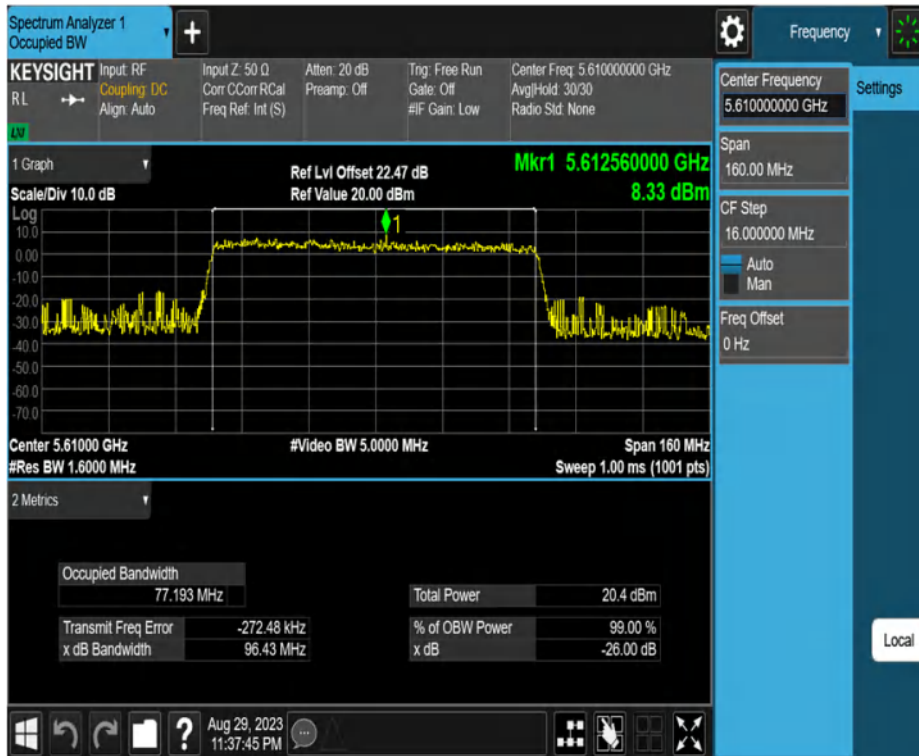 Spectrum Analyzer 1
Occupied BW
+
Frequency
KEYSIGHT
RL
LXI
Input: RF
Coupling: DC
Align: Auto
Input Z: 50 Ω
Corr CCorr RCal
Freq Ref: Int (S)
Atten: 20 dB
Preamp: Off
Trig: Free Run
Gate: Off
#IF Gain: Low
Center Freq: 5.610000000 GHz
Avg|Hold: 30/30
Radio Std: None
Center Frequency
5.610000000 GHz
Settings
Span
160.00 MHz
CF Step
16.000000 MHz
Auto
Man
Freq Offset
0 Hz
Local
1 Graph
Scale/Div 10.0 dB
Ref Lvl Offset 22.47 dB
Ref Value 20.00 dBm
Mkr1 5.612560000 GHz
8.33 dBm
Log
10.0
0.00
-10.0
-20.0
-30.0
-40.0
-50.0
-60.0
-70.0
1
Center 5.61000 GHz
#Video BW 5.0000 MHz
Span 160 MHz
#Res BW 1.6000 MHz
Sweep 1.00 ms (1001 pts)
2 Metrics
Occupied Bandwidth
77.193 MHz
Total Power 20.4 dBm
Transmit Freq Error -272.48 kHz
% of OBW Power 99.00 %
x dB Bandwidth 96.43 MHz
x dB -26.00 dB
?
Aug 29, 2023
11:37:45 PM